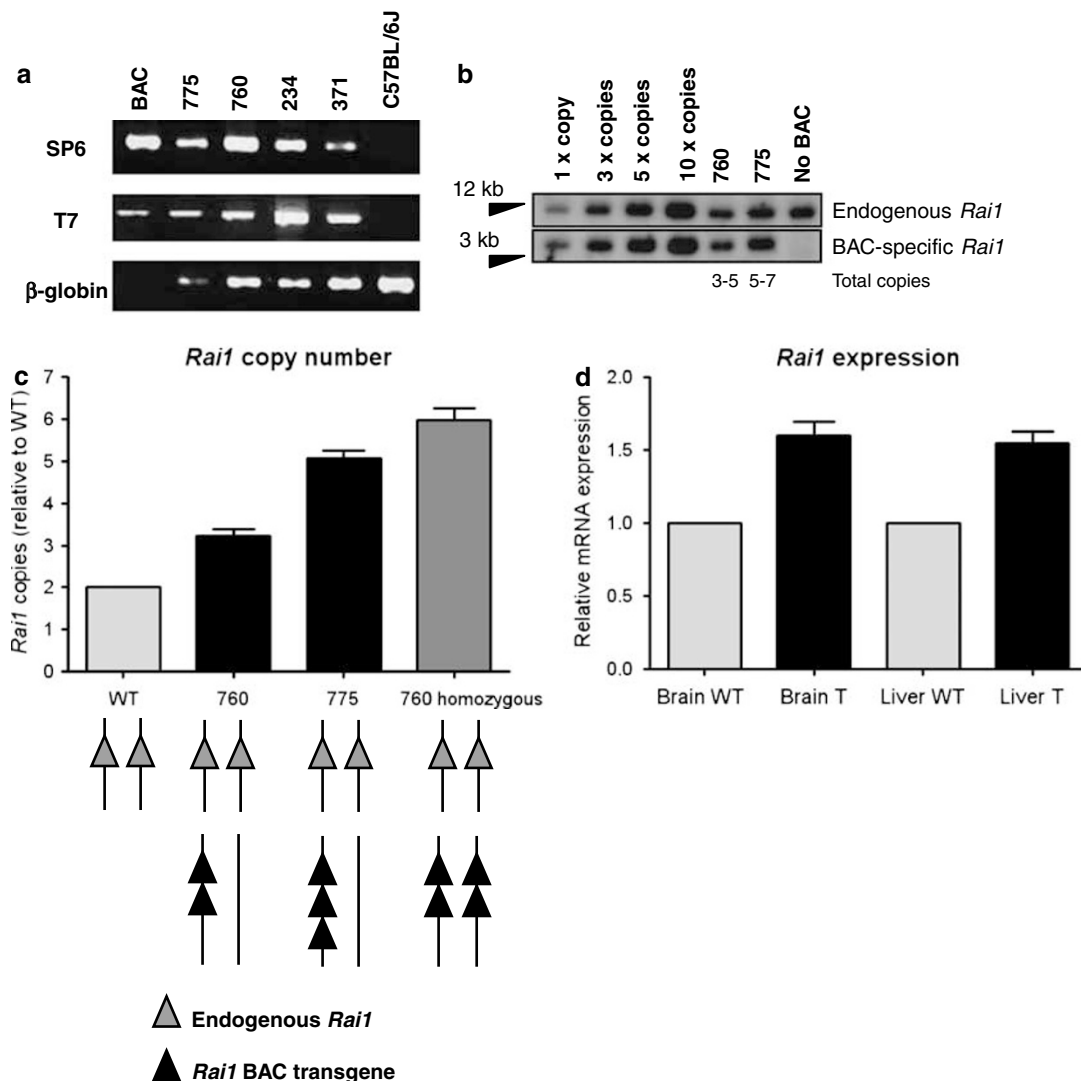 a
BAC
775
760
234
371
C57BL/6J
SP6
T7
β-globin
b
1 x copy
3 x copies
5 x copies
10 x copies
760
775
No BAC
12 kb
Endogenous Rai1
3 kb
BAC-specific Rai1
3-5 5-7 Total copies
c
Rai1 copy number
Rai1 copies (relative to WT)
7
6
5
4
3
2
1
0
WT 760 775 760 homozygous
d
Rai1 expression
Relative mRNA expression
2.0
1.5
1.0
0.5
0.0
Brain WT Brain T Liver WT Liver T
Endogenous Rai1
Rai1 BAC transgene